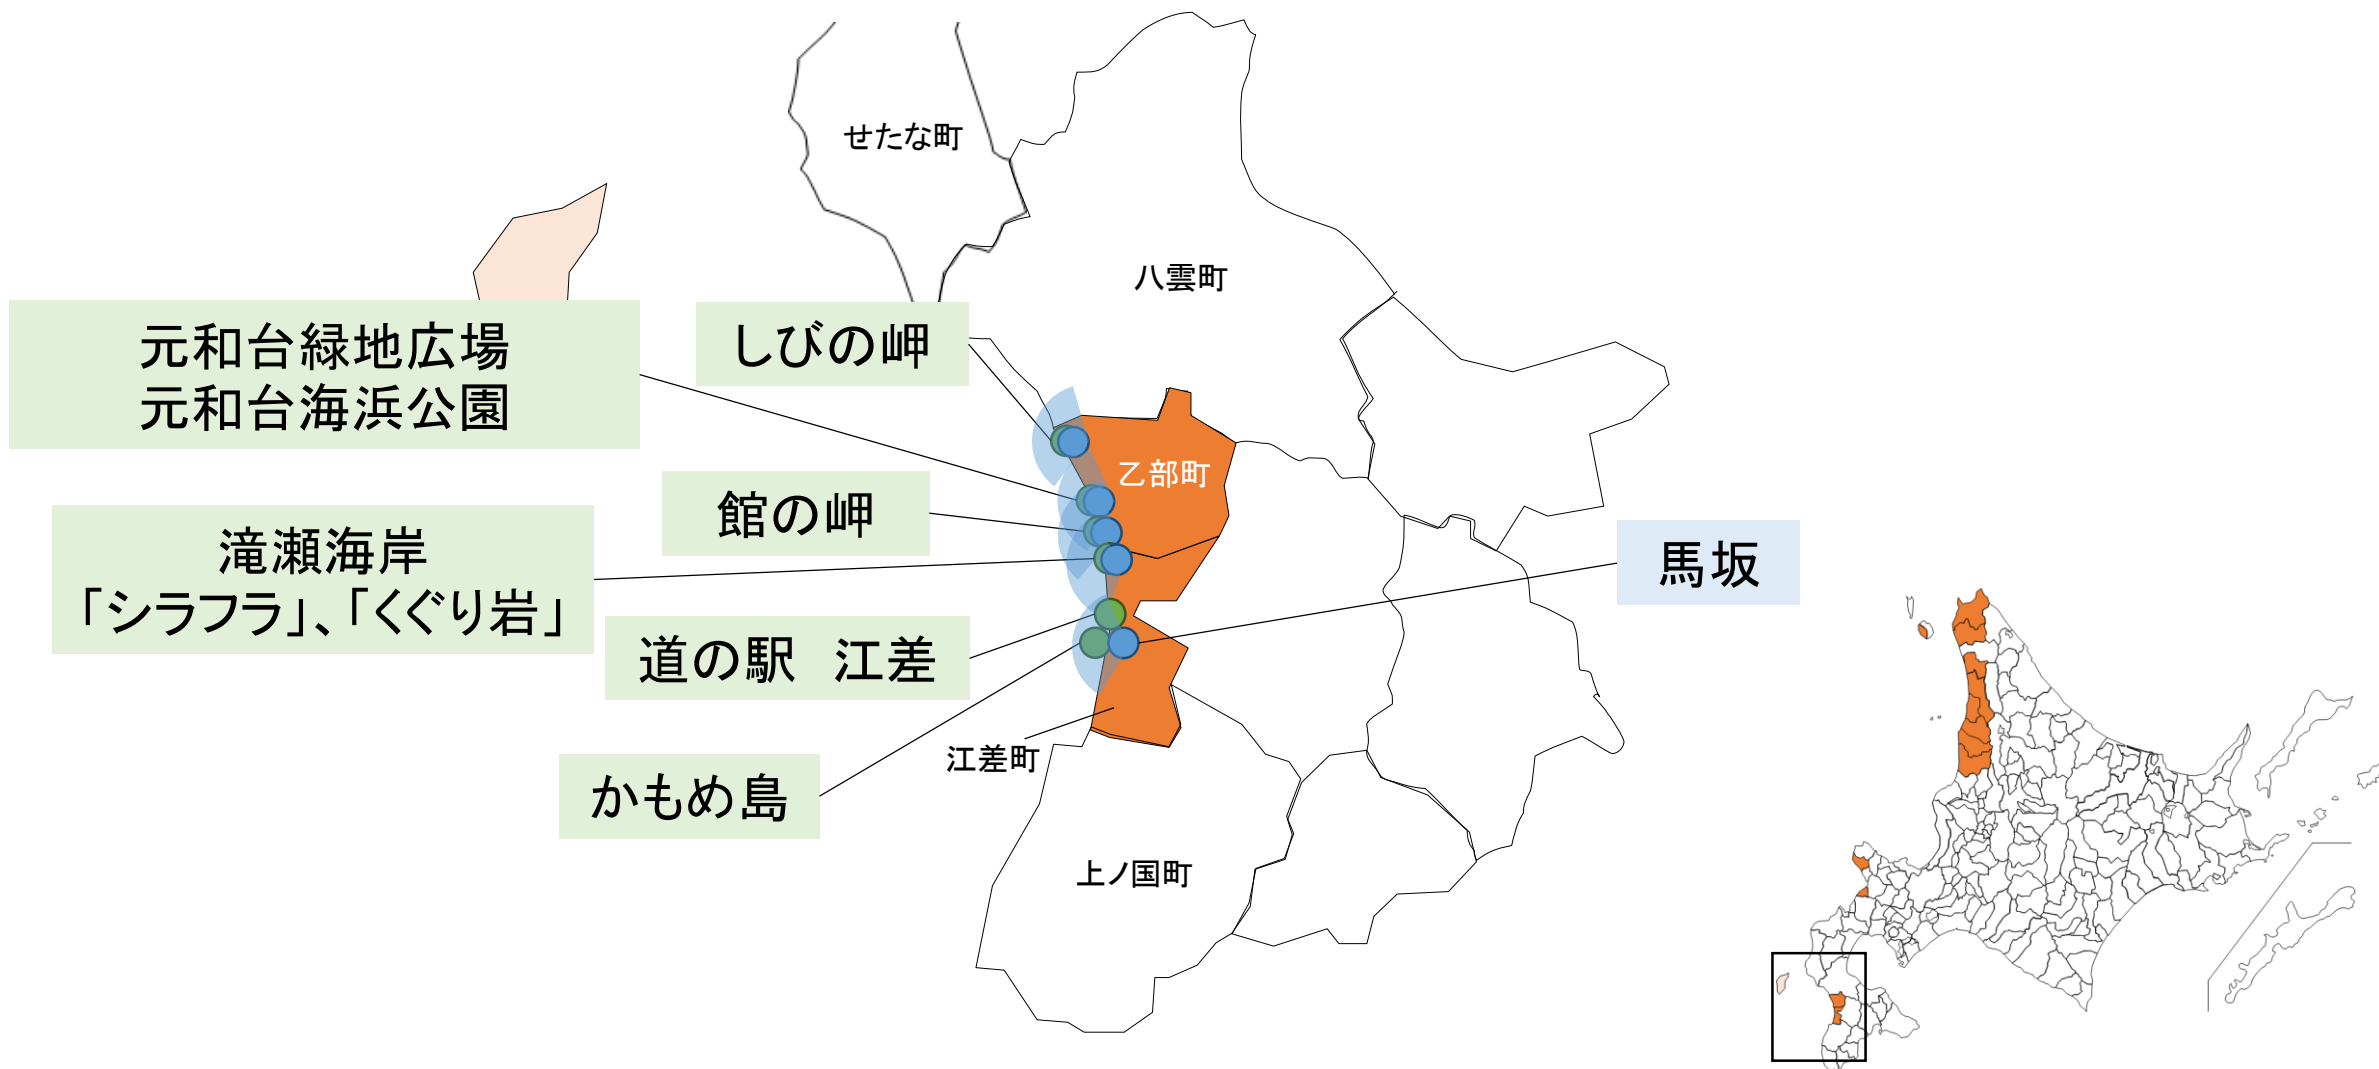 せたな町
八雲町
元和台緑地広場
元和台海浜公園
しびの岬
乙部町
館の岬
滝瀬海岸
「シラフラ」、「くぐり岩」
馬坂
道の駅　江差
江差町
かもめ島
上ノ国町